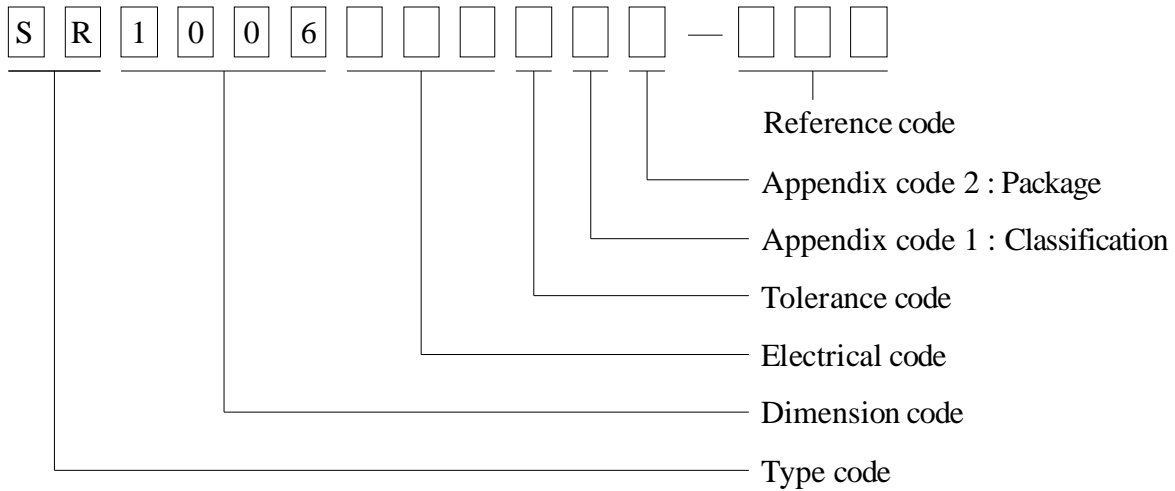 S R 1 0 0 6 —
Reference code
Appendix code 2 : Package
Appendix code 1 : Classification
Tolerance code
Electrical code
Dimension code
Type code